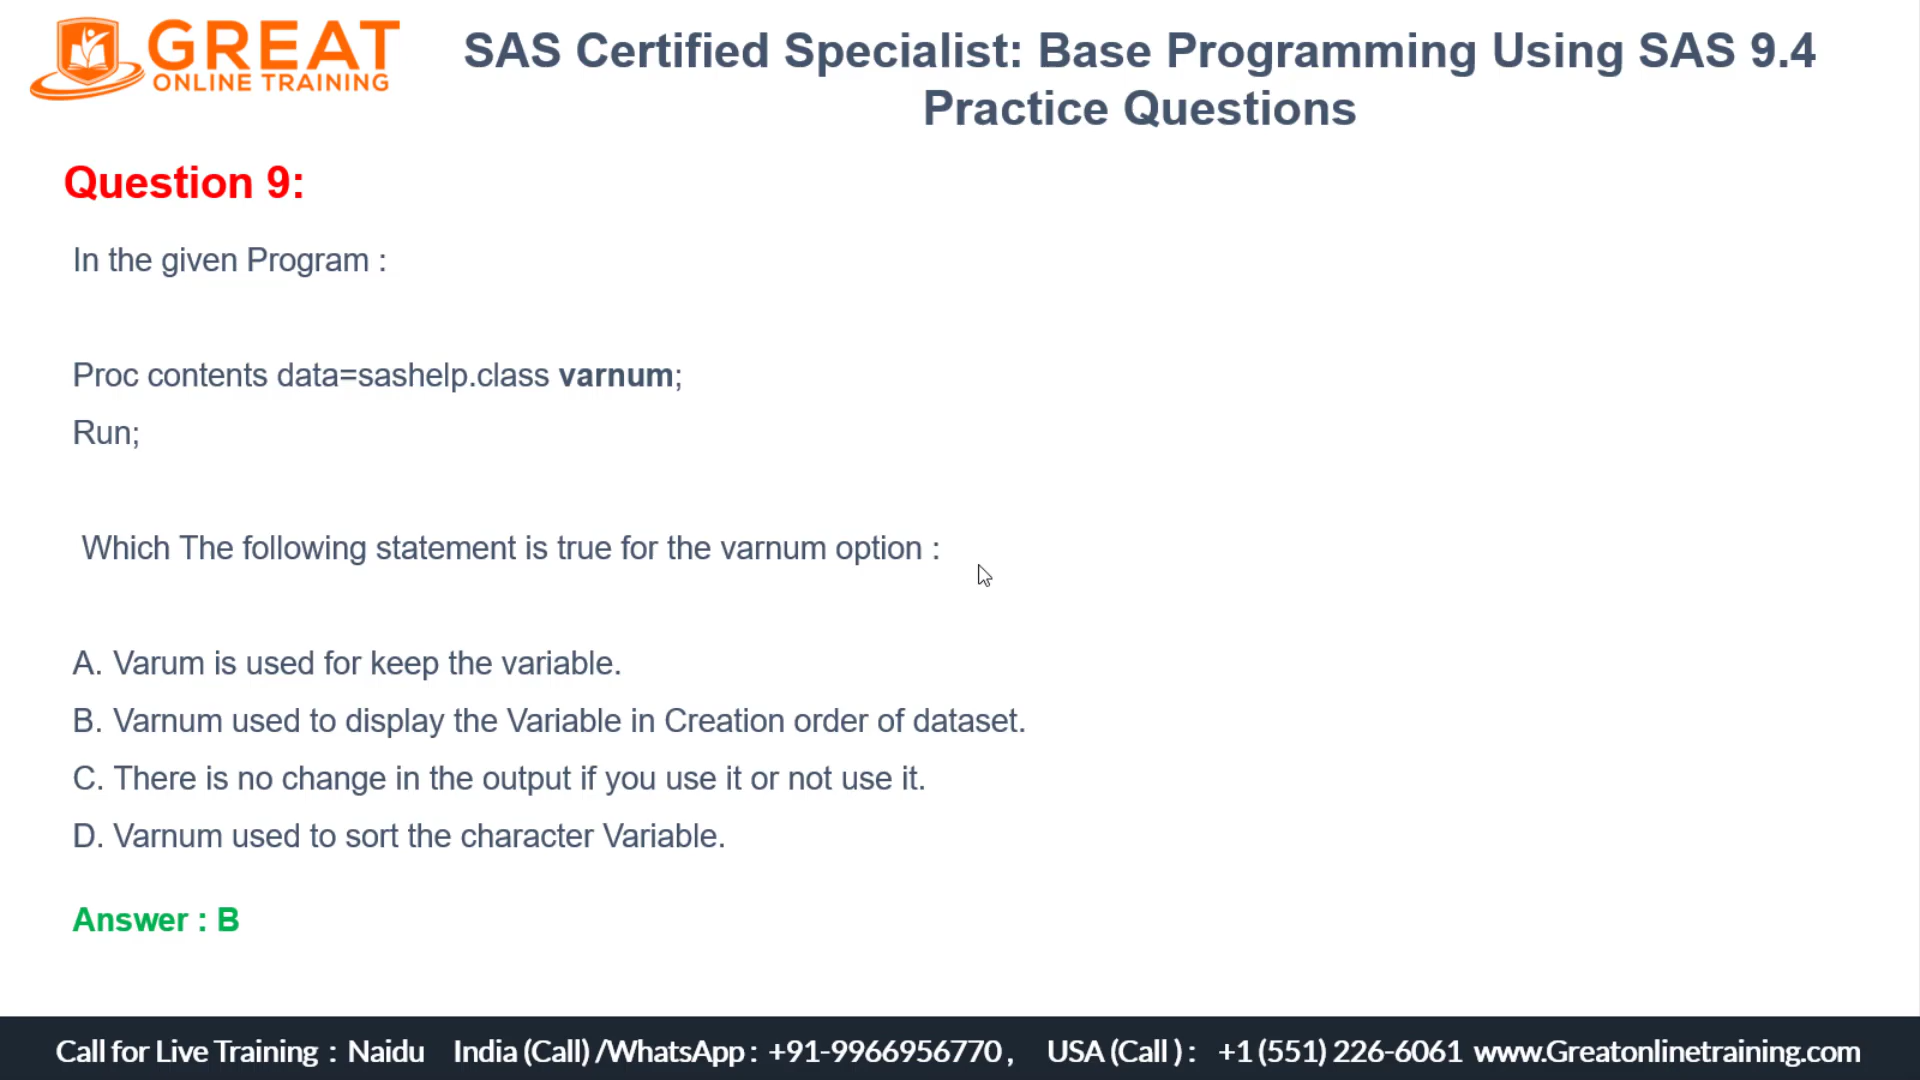 GREAT
ONLINE TRAINING
SAS Certified Specialist: Base Programming Using SAS 9.4
Practice Questions
Question 9:
In the given Program :
Proc contents data=sashelp.class varnum;
Run;
Which The following statement is true for the varnum option :
A. Varum is used for keep the variable.
B. Varnum used to display the Variable in Creation order of dataset.
C. There is no change in the output if you use it or not use it.
D. Varnum used to sort the character Variable.
Answer : B
Call for Live Training : Naidu India (Call) /WhatsApp : +91-9966956770 , USA (Call ) : +1 (551) 226-6061 www.Greatonlinetraining.com